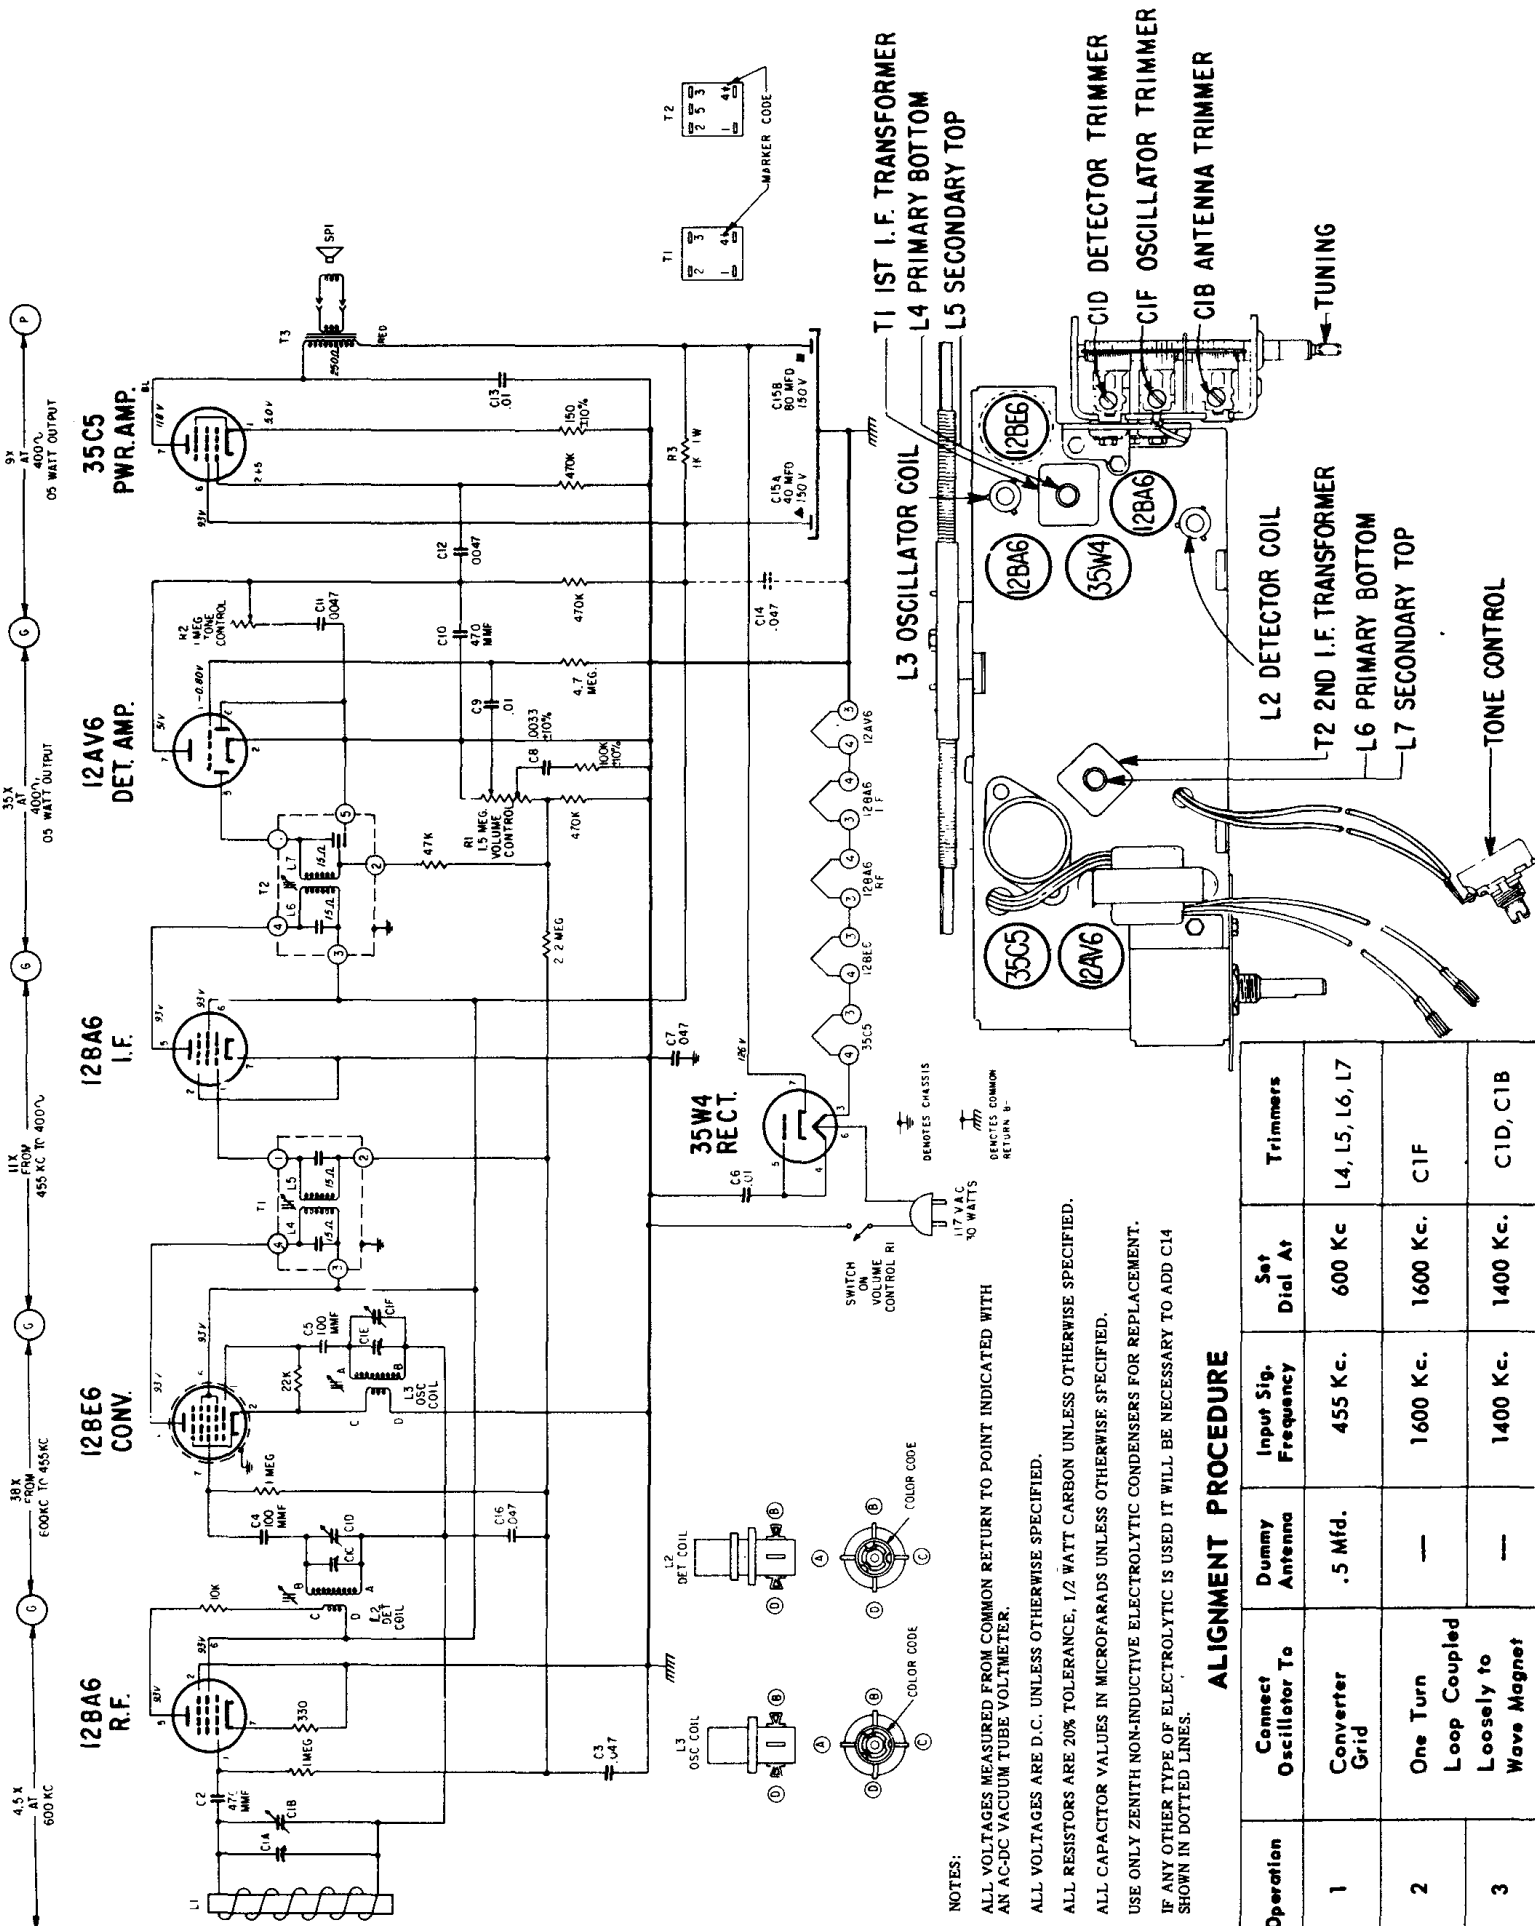 4.5 X
AT
600 KC
G
38 X
FROM
600KC TO 455KC
G
11X
FROM
455 KC TO 400∿
G
35X
AT
400∿
05 WATT OUTPUT
G
9X
AT
400∿
05 WATT OUTPUT
P
12BA6
R.F.
12BE6
CONV.
12BA6
I.F.
12AV6
DET. AMP.
35C5
PWR. AMP.
L1
C1A
C1B
C2
47
MMF
1MEG
330
C3
.047
93V
93V
10K
L2
DET
COIL
C4
100
MMF
C1C
C1D
1 MEG
C16
.047
93V
22K
C5
100
MMF
C1E
C1F
L3
OSC
COIL
T1
L4
15Ω
L5
15Ω
93V
93V
C7
047
T2
L6
15Ω
L7
15Ω
47K
2 2 MEG
51V
-0.80V
R2
1 MEG
TONE
CONTROL
C11
.0047
R1
1.5 MEG.
VOLUME
CONTROL
C9
.01
C8
.0033
±10%
100K
±10%
470K
4.7
MEG.
C10
470
MMF
470K
C12
.0047
C14
.047
93V
118V
BL
5.0V
2+5
470K
150
±10%
C13
.01
R3
1K 1W
C15A
40 MFD
150 V
C15B
80 MFD
150 V
T3
250Ω
RED
SP1
T1
T2
MARKER CODE
35W4
RECT.
126V
C6
.01
SWITCH
ON
VOLUME
CONTROL R1
117 VAC
30 WATTS
35C5
12BE6
12BA6
RF
12BA6
I F
12AV6
DENOTES CHASSIS
DENOTES COMMON
RETURN B-
L3
OSC COIL
L2
DET COIL
COLOR CODE
COLOR CODE
NOTES:
ALL VOLTAGES MEASURED FROM COMMON RETURN TO POINT INDICATED WITH
AN AC-DC VACUUM TUBE VOLTMETER.
ALL VOLTAGES ARE D.C. UNLESS OTHERWISE SPECIFIED.
ALL RESISTORS ARE 20% TOLERANCE, 1/2 WATT CARBON UNLESS OTHERWISE SPECIFIED.
ALL CAPACITOR VALUES IN MICROFARADS UNLESS OTHERWISE SPECIFIED.
USE ONLY ZENITH NON-INDUCTIVE ELECTROLYTIC CONDENSERS FOR REPLACEMENT.
IF ANY OTHER TYPE OF ELECTROLYTIC IS USED IT WILL BE NECESSARY TO ADD C14
SHOWN IN DOTTED LINES.
ALIGNMENT PROCEDURE
Operation Connect Oscillator To Dummy Antenna Input Sig. Frequency Set Dial At Trimmers
1 Converter Grid .5 Mfd. 455 Kc. 600 Kc L4, L5, L6, L7
2 One Turn Loop Coupled — 1600 Kc. 1600 Kc. C1F
3 Loosely to Wave Magnet — 1400 Kc. 1400 Kc. C1D, C1B
T1 1ST I.F. TRANSFORMER
L4 PRIMARY BOTTOM
L5 SECONDARY TOP
L3 OSCILLATOR COIL
12BE6
12BA6
12BA6
35W4
35C5
12AV6
C1D DETECTOR TRIMMER
C1F OSCILLATOR TRIMMER
C1B ANTENNA TRIMMER
TUNING
L2 DETECTOR COIL
T2 2ND I.F. TRANSFORMER
L6 PRIMARY BOTTOM
L7 SECONDARY TOP
TONE CONTROL